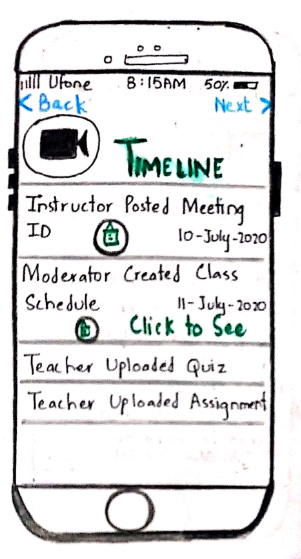 Ufone 8:15AM 50%
< Back Next >
TIMELINE
Instructor Posted Meeting
ID 10-July-2020
Moderator Created Class
Schedule 11-July-2020
Click to See
Teacher Uploaded Quiz
Teacher Uploaded Assignment